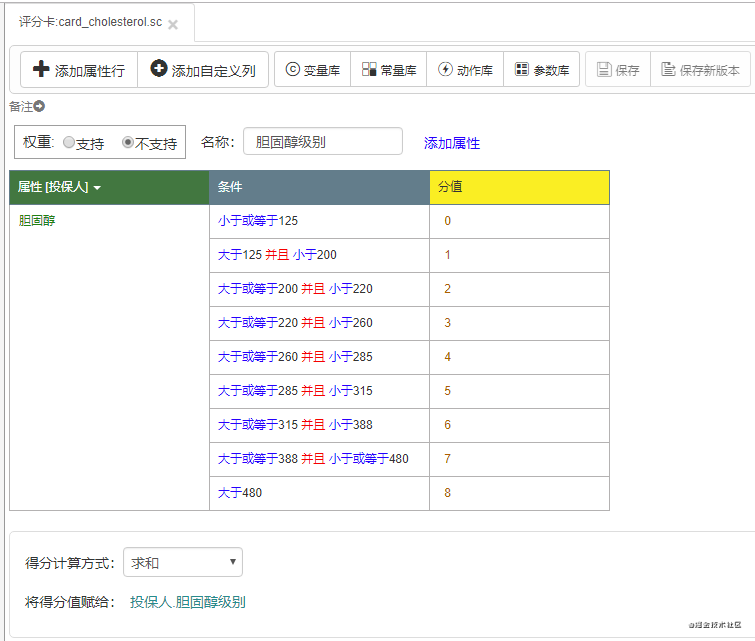 评分卡:card_cholesterol.sc
添加属性行 添加自定义列 变量库 常量库 动作库 参数库 保存 保存新版本
备注
权重: 支持 不支持 名称: 胆固醇级别 添加属性
属性 [投保人] 条件 分值
胆固醇 小于或等于125 0
大于125 并且 小于200 1
大于或等于200 并且 小于220 2
大于或等于220 并且 小于260 3
大于或等于260 并且 小于285 4
大于或等于285 并且 小于315 5
大于或等于315 并且 小于388 6
大于或等于388 并且 小于或等于480 7
大于480 8
得分计算方式: 求和
将得分值赋给: 投保人.胆固醇级别
@掘金技术社区